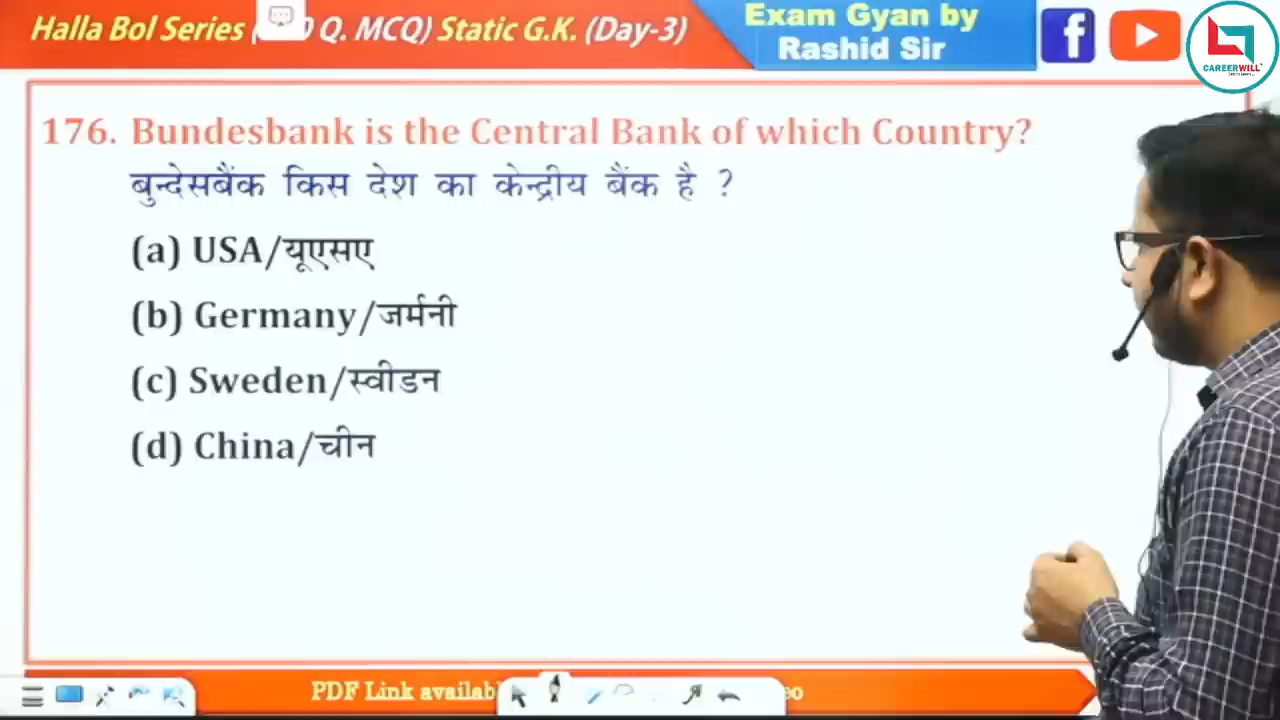 Halla Bol Series Q. MCQ) Static G.K. (Day-3)
Exam Gyan by
Rashid Sir
CAREERWILL
176. Bundesbank is the Central Bank of which Country?
बुन्देसबैंक किस देश का केन्द्रीय बैंक है ?
(a) USA/यूएसए
(b) Germany/जर्मनी
(c) Sweden/स्वीडन
(d) China/चीन
PDF Link